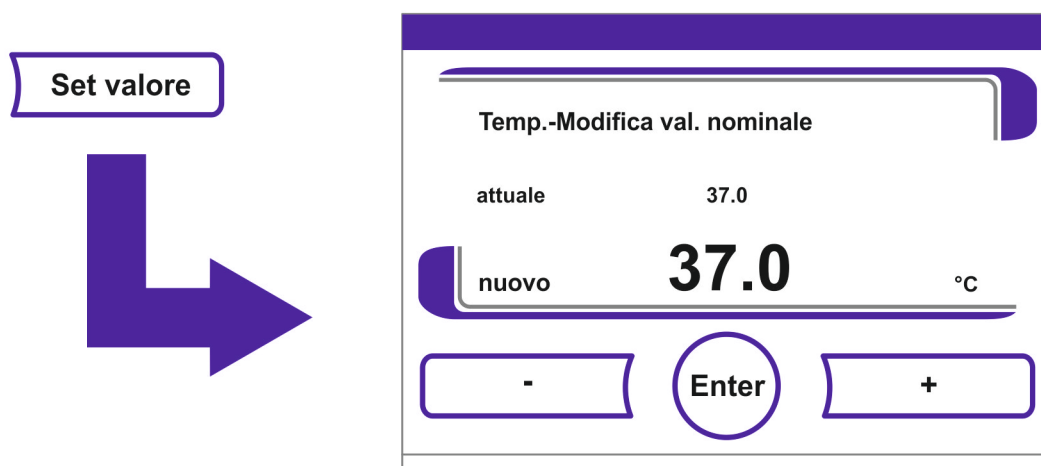 Set valore
Temp.-Modifica val. nominale
attuale 37.0
nuovo 37.0 °C
- Enter +